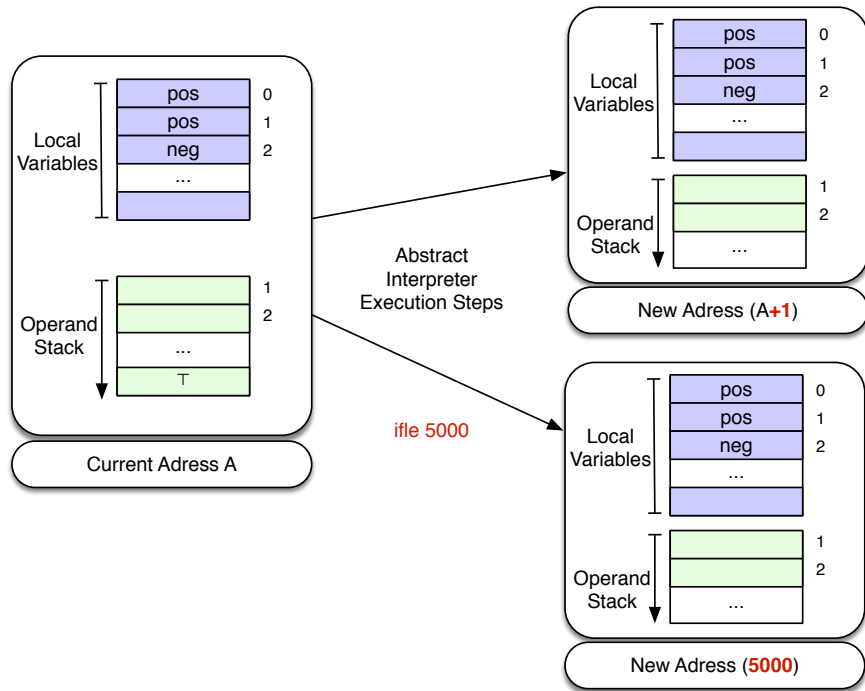 pos 0
pos 1
neg 2
...
Local
Variables
1
2
...
⊤
Operand
Stack
Current Adress A
Abstract
Interpreter
Execution Steps
ifle 5000
pos 0
pos 1
neg 2
...
Local
Variables
1
2
...
Operand
Stack
New Adress (A+1)
pos 0
pos 1
neg 2
...
Local
Variables
1
2
...
Operand
Stack
New Adress (5000)